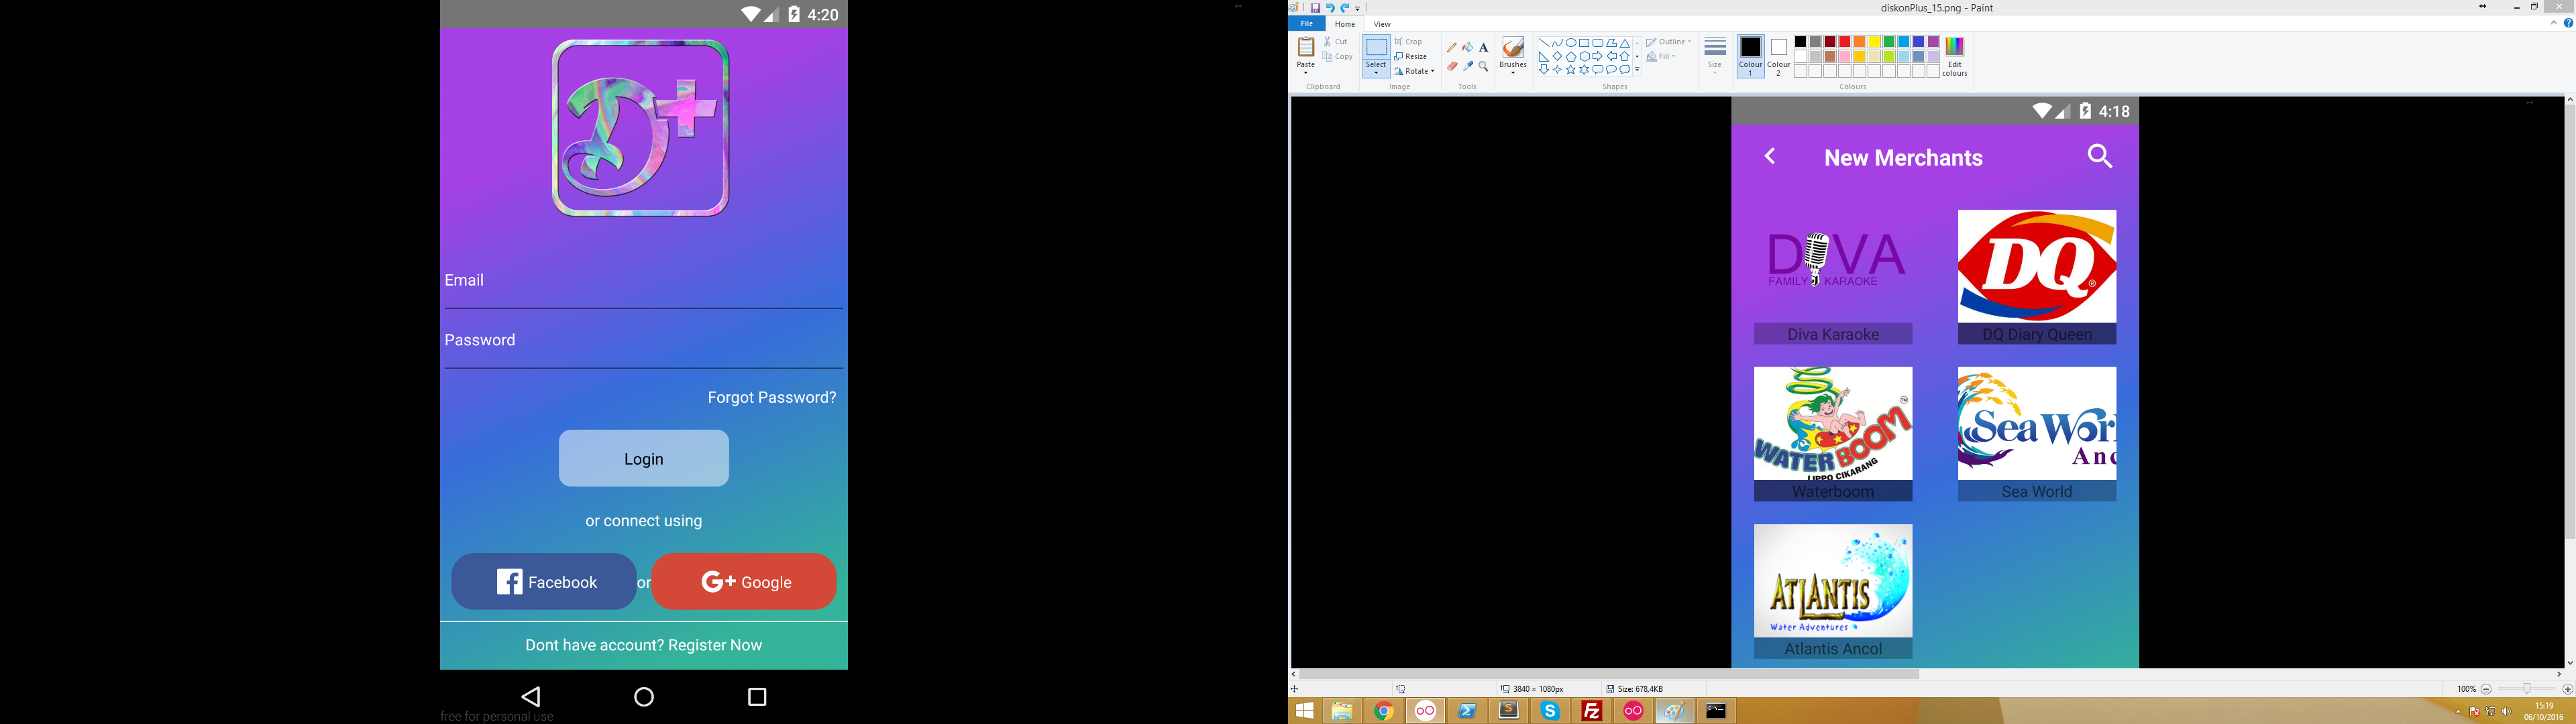 4:20
D+
Email
Password
Forgot Password?
Login
or connect using
Facebook
or
G+ Google
Dont have account? Register Now
free for personal use
diskonPlus_15.png - Paint
File Home View
Paste
Cut
Copy
Clipboard
Select
Crop
Resize
Rotate
Image
A
Tools
Brushes
Shapes
Outline
Fill
Size
Colour 1
Colour 2
Edit colours
Colours
4:18
New Merchants
DIVA
FAMILY KARAOKE
Diva Karaoke
DQ®
DQ Diary Queen
WATERBOOM
TM
LIPPO CIKARANG
Waterboom
Sea Worl
Anc
Sea World
ATLANTIS
Water Adventures
Atlantis Ancol
3840 × 1080px
Size: 678,4KB
100%
15:19
06/10/2016